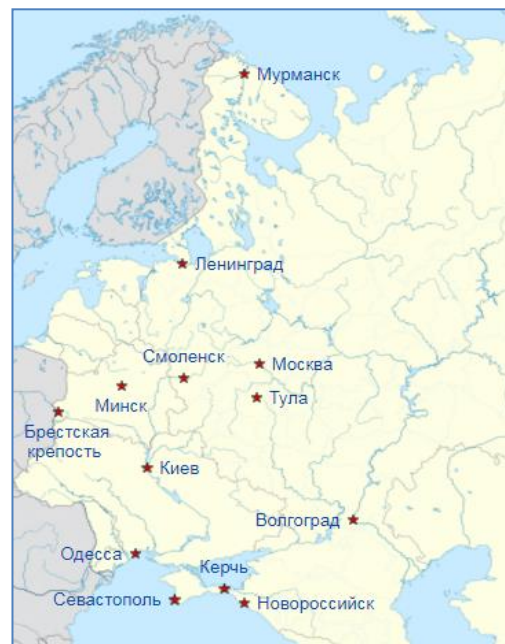 Мурманск
Ленинград
Смоленск
Москва
Минск
Тула
Брестская
крепость
Киев
Волгоград
Одесса
Керчь
Севастополь
Новороссийск